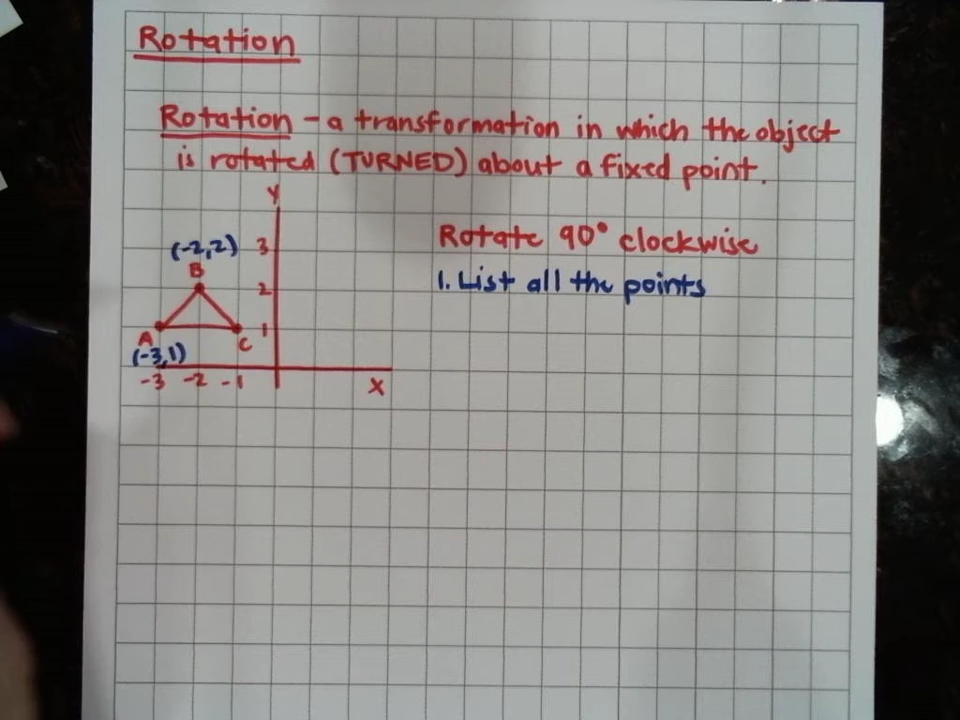 Rotation
Rotation - a transformation in which the object
is rotated (TURNED) about a fixed point.
Y
Rotate 90° clockwise
1. List all the points
(-2,2) 3
B
2
A
C
1
(-3,1)
-3 -2 -1
X